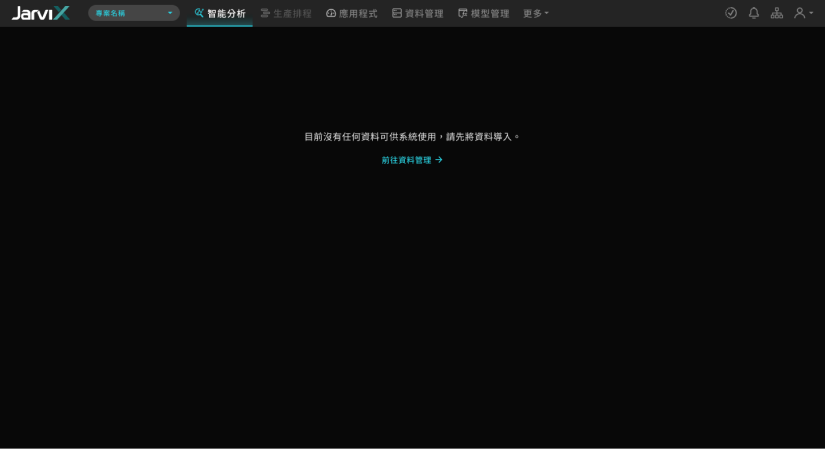 JarviX
專案名稱
智能分析
生產排程
應用程式
資料管理
模型管理
更多
目前沒有任何資料可供系統使用，請先將資料導入。
前往資料管理 →